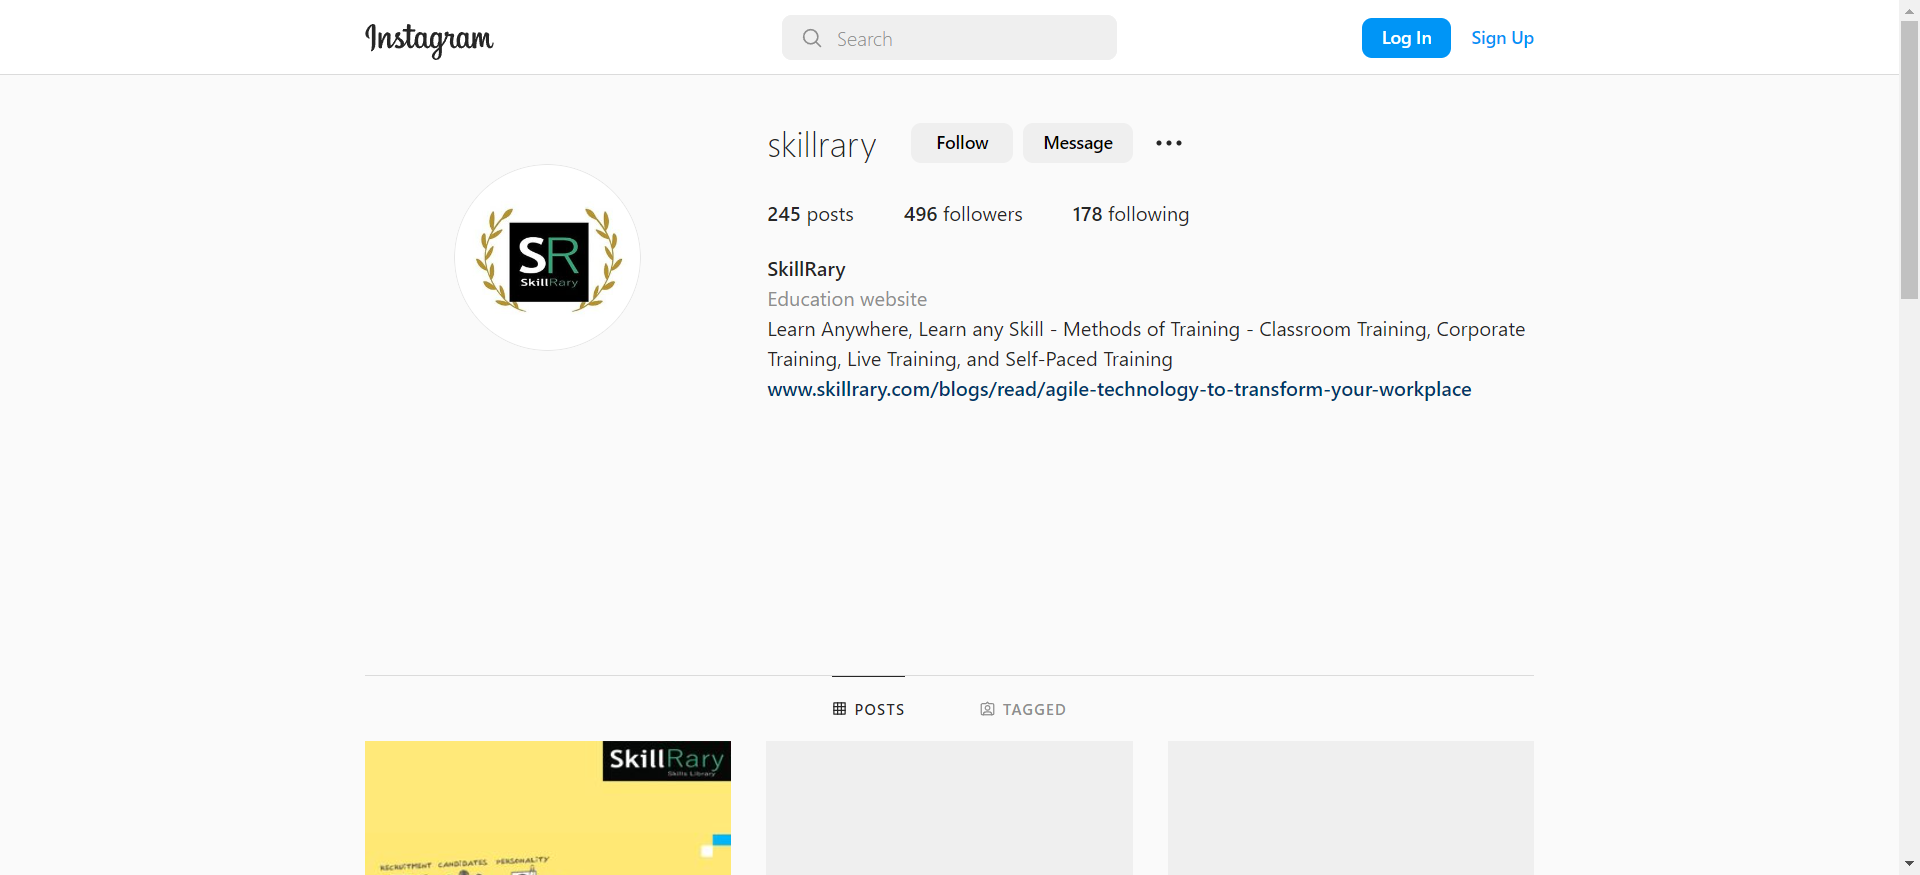 Instagram
Search
Log In
Sign Up
skillrary
Follow
Message
245 posts
496 followers
178 following
SR
SkillRary
SkillRary
Education website
Learn Anywhere, Learn any Skill - Methods of Training - Classroom Training, Corporate
Training, Live Training, and Self-Paced Training
www.skillrary.com/blogs/read/agile-technology-to-transform-your-workplace
POSTS
TAGGED
SkillRary
Skills Library
RECRUITMENT CANDIDATES PERSONALITY